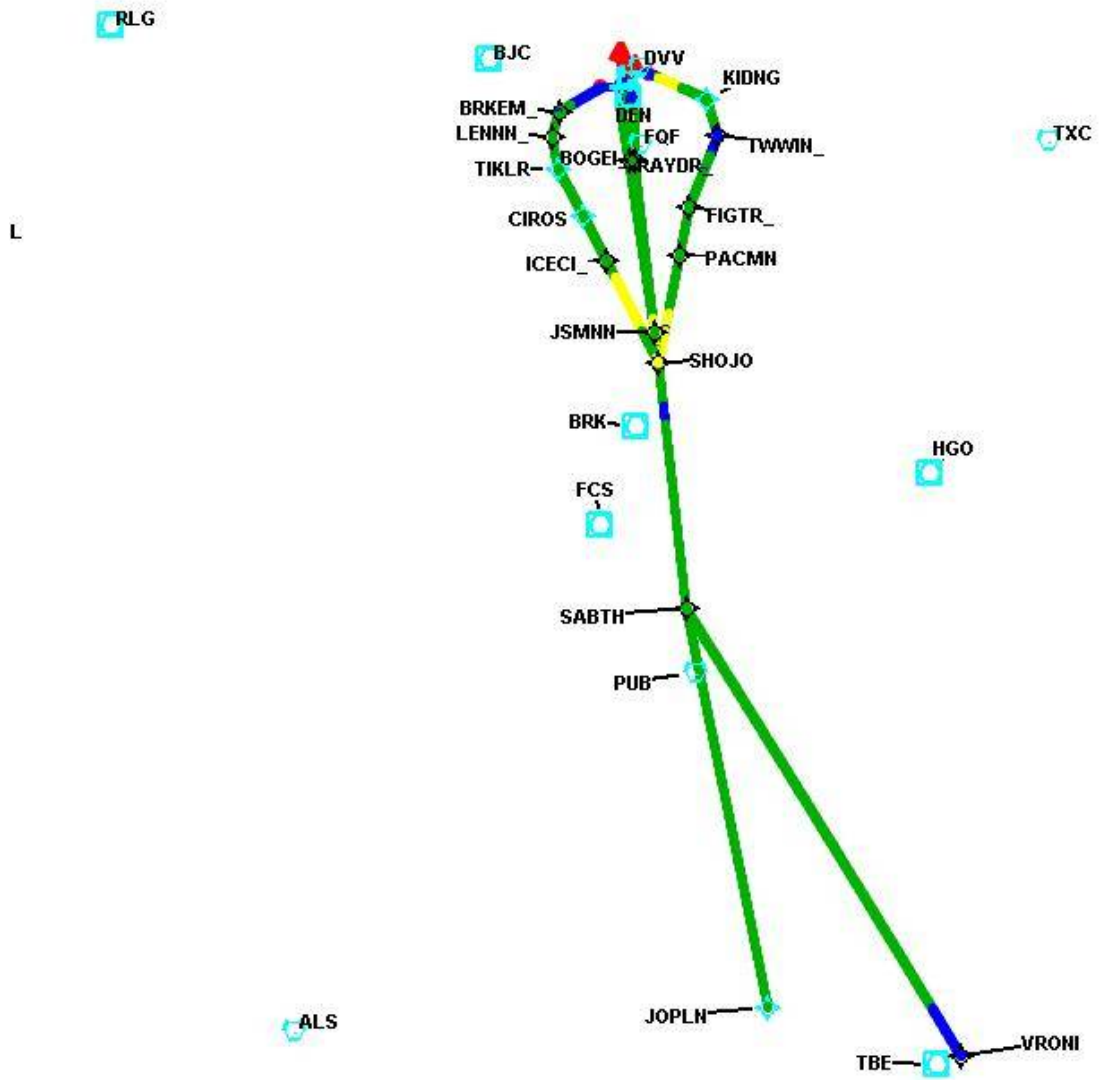 RLG
BJC
DVV
KIDNG
BRKEM_
DEN
LENNN_
FQF
TWWIN_
TXC
TIKLR
BOGEI_
RAYDR_
CIROS
FIGTR_
L
ICECI_
PACMN
JSMNN
SHOJO
BRK
HGO
FCS
SABTH
PUB
JOPLN
ALS
VRONI
TBE